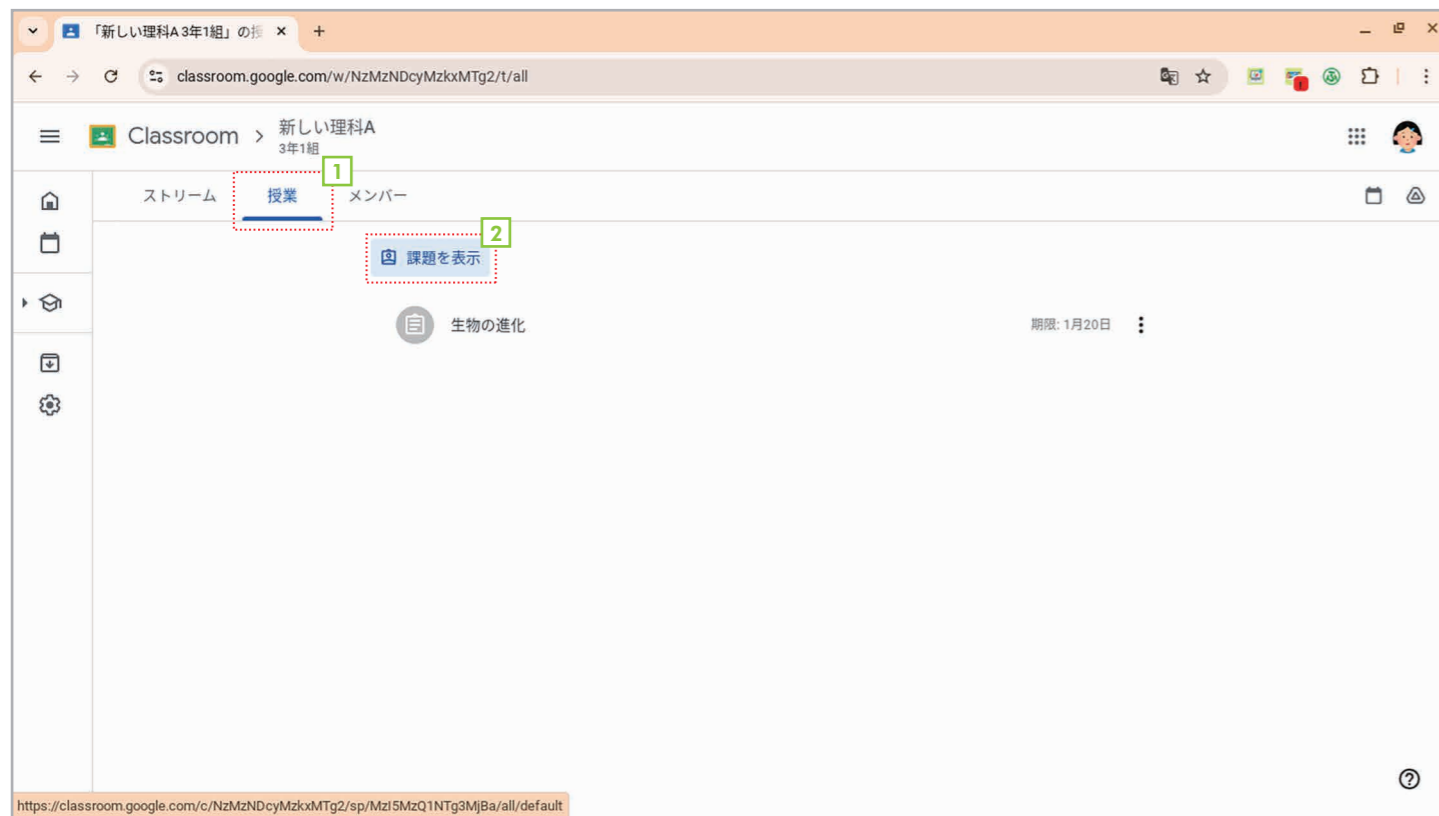 「新しい理科A 3年1組」の授
classroom.google.com/w/NzMzNDcyMzkxMTg2/t/all
Classroom > 新しい理科A
3年1組
1
ストリーム 授業 メンバー
2
課題を表示
生物の進化 期限: 1月20日
https://classroom.google.com/c/NzMzNDcyMzkxMTg2/sp/MzI5MzQ1NTg3MjBa/all/default